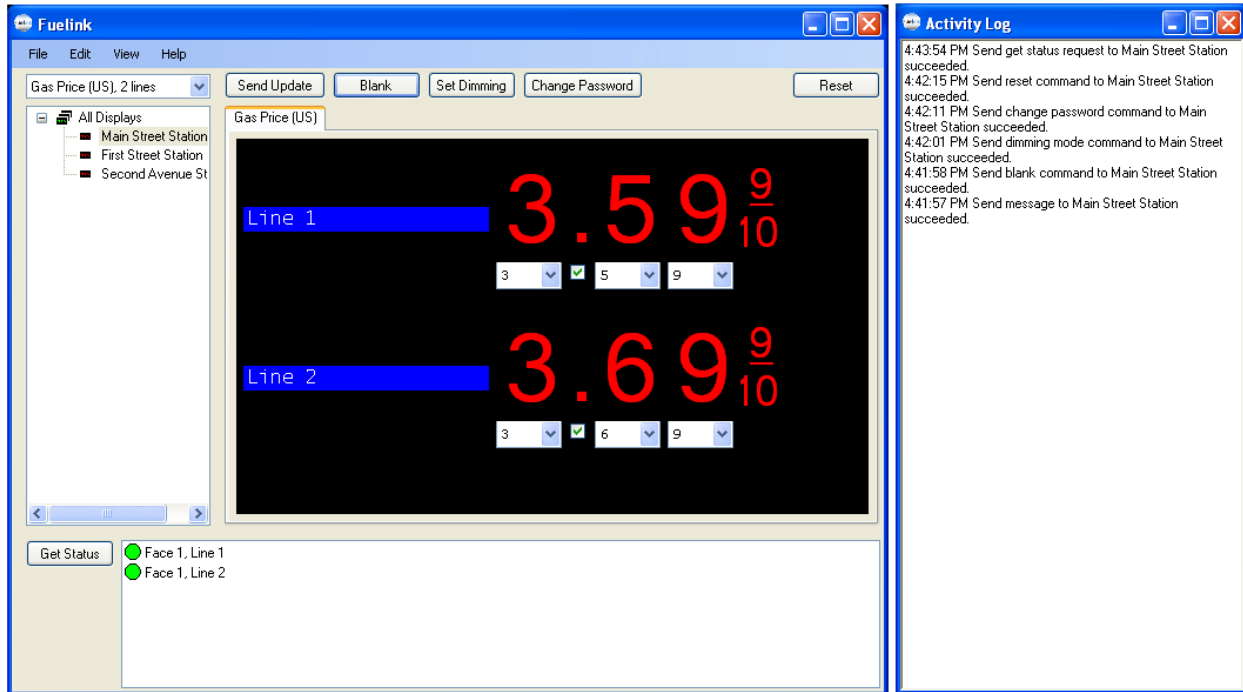 Fuelink
File Edit View Help
Gas Price (US), 2 lines
Send Update Blank Set Dimming Change Password Reset
All Displays
Main Street Station
First Street Station
Second Avenue St
Gas Price (US)
Line 1
3.59 9/10
3 5 9
Line 2
3.69 9/10
3 6 9
Get Status
Face 1, Line 1
Face 1, Line 2
Activity Log
4:43:54 PM Send get status request to Main Street Station
succeeded.
4:42:15 PM Send reset command to Main Street Station
succeeded.
4:42:11 PM Send change password command to Main
Street Station succeeded.
4:42:01 PM Send dimming mode command to Main Street
Station succeeded.
4:41:58 PM Send blank command to Main Street Station
succeeded.
4:41:57 PM Send message to Main Street Station
succeeded.